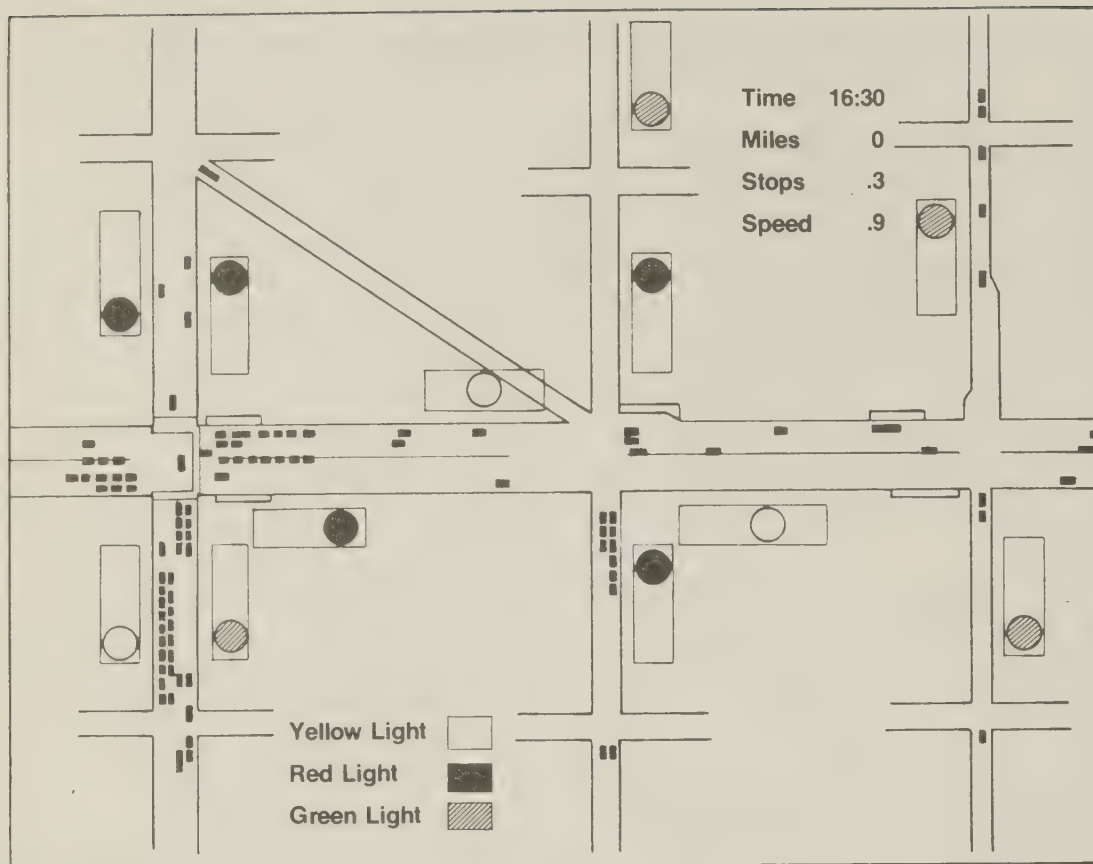 Time 16:30
Miles 0
Stops .3
Speed .9
Yellow Light
Red Light
Green Light